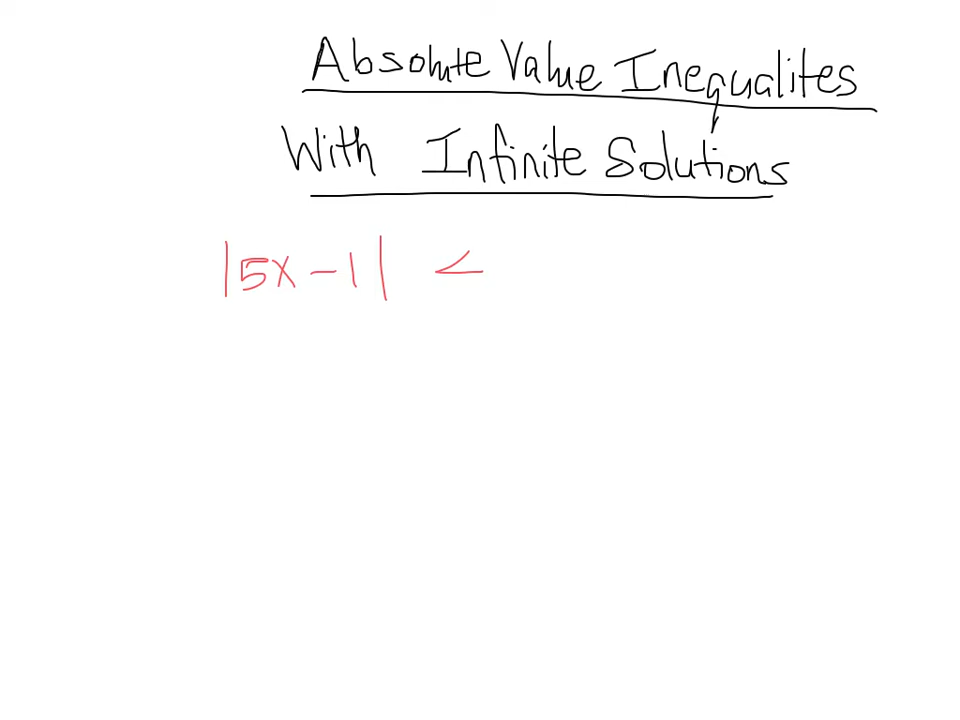 Absolute Value Inequalites
With Infinite Solutions
|5x - 1| <